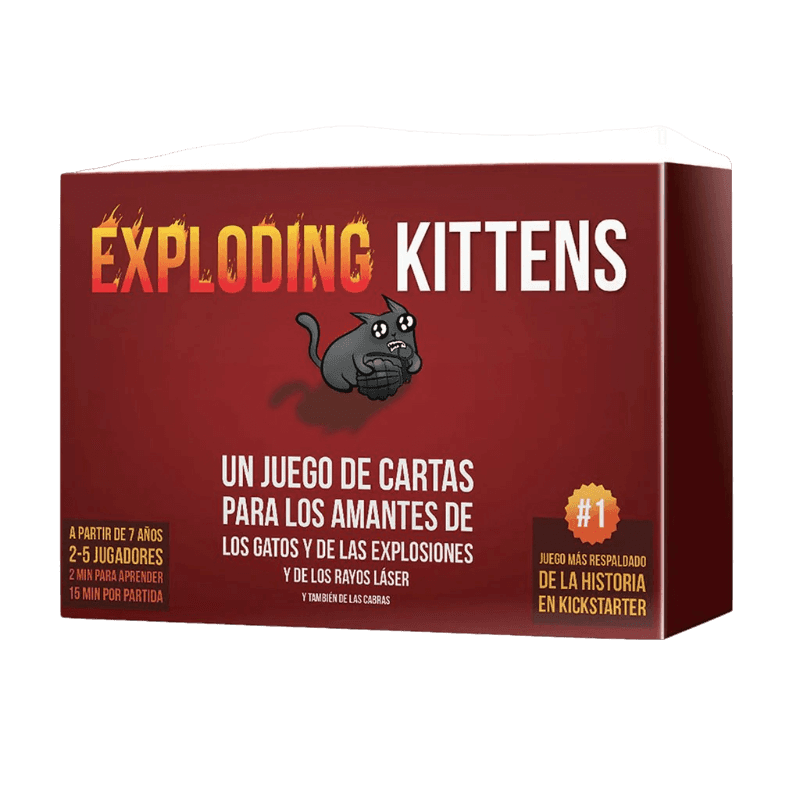 EXPLODING KITTENS
UN JUEGO DE CARTAS
PARA LOS AMANTES DE
LOS GATOS Y DE LAS EXPLOSIONES
Y DE LOS RAYOS LÁSER
Y TAMBIÉN DE LAS CABRAS
A PARTIR DE 7 AÑOS
2-5 JUGADORES
2 MIN PARA APRENDER
15 MIN POR PARTIDA
#1
JUEGO MÁS RESPALDADO
DE LA HISTORIA
EN KICKSTARTER